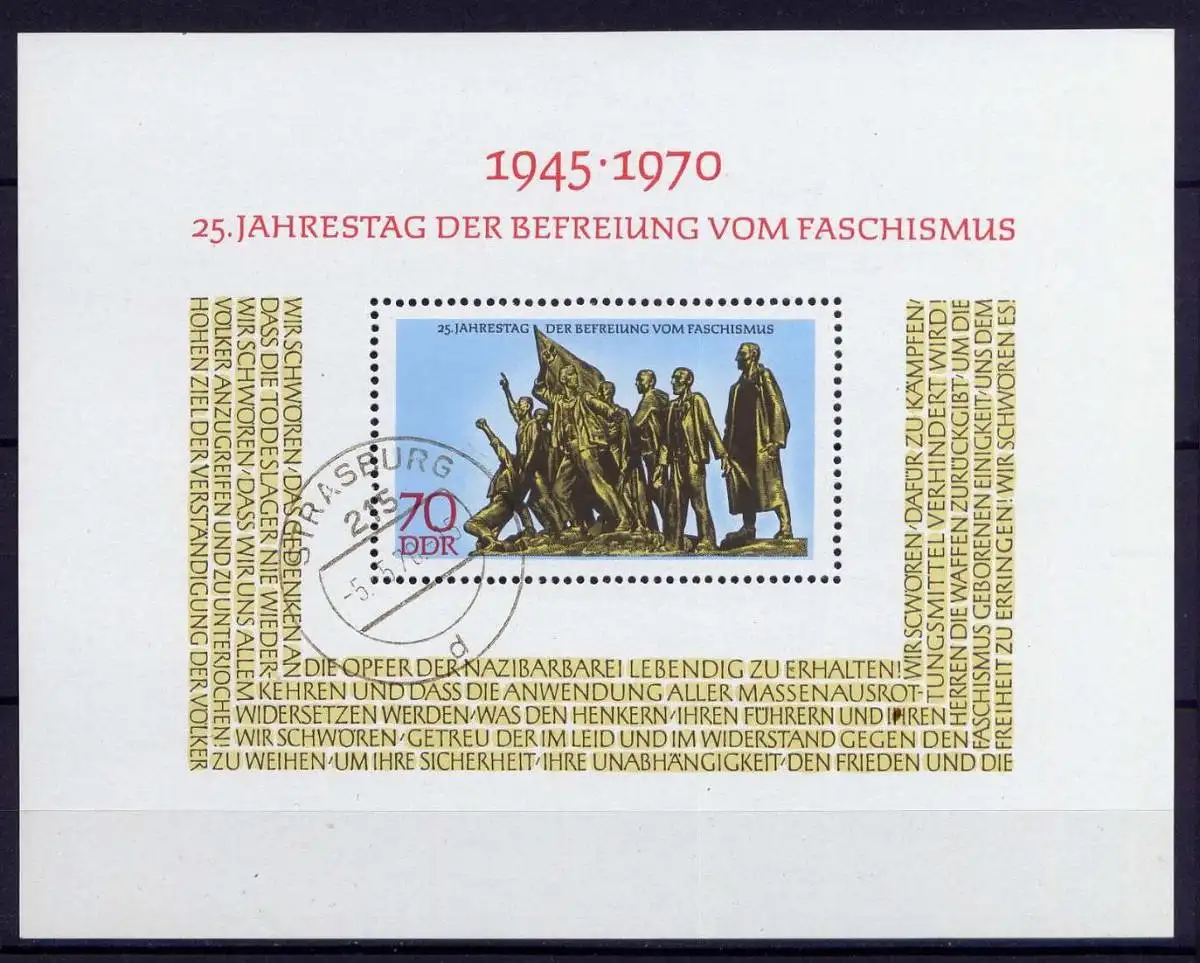 1945·1970
25. JAHRESTAG DER BEFREIUNG VOM FASCHISMUS
25. JAHRESTAG DER BEFREIUNG VOM FASCHISMUS
70
DDR
STRASBURG
215
-5.5.70
d
WIR SCHWÖREN, DAS GEDENKEN AN DIE OPFER DER NAZIBARBAREI LEBENDIG ZU ERHALTEN! WIR SCWÖREN, DAFÜR ZU KÄMPFEN,
DASS DIE TODESLAGER NIE WIEDER-KEHREN UND DASS DIE ANWENDUNG ALLER MASSENAUSROT-TUNGSMITTEL VERHINDERT WIRD!
WIR SCHWÖREN, DASS WIR UNS ALLEM WIDERSETZEN WERDEN, WAS DEN HENKERN, IHREN FÜHRERN UND IHREN HERREN DIE WAFFEN ZURÜCKGIBT, UM DIE
VÖLKER ANZUGREIFEN UND ZU UNTERJOCHEN! WIR SCHWÖREN, GETREU DER IM LEID UND IM WIDERSTAND GEGEN DEN FASCHISMUS GEBORENEN EINIGKEIT, UNS DEM
HOHEN ZIEL DER VERSTÄNDIGUNG DER VÖLKER ZU WEIHEN, UM IHRE SICHERHEIT, IHRE UNABHÄNGIGKEIT, DEN FRIEDEN UND DIE FREIHEIT ZU ERRINGEN! WIR SCHWÖREN ES!